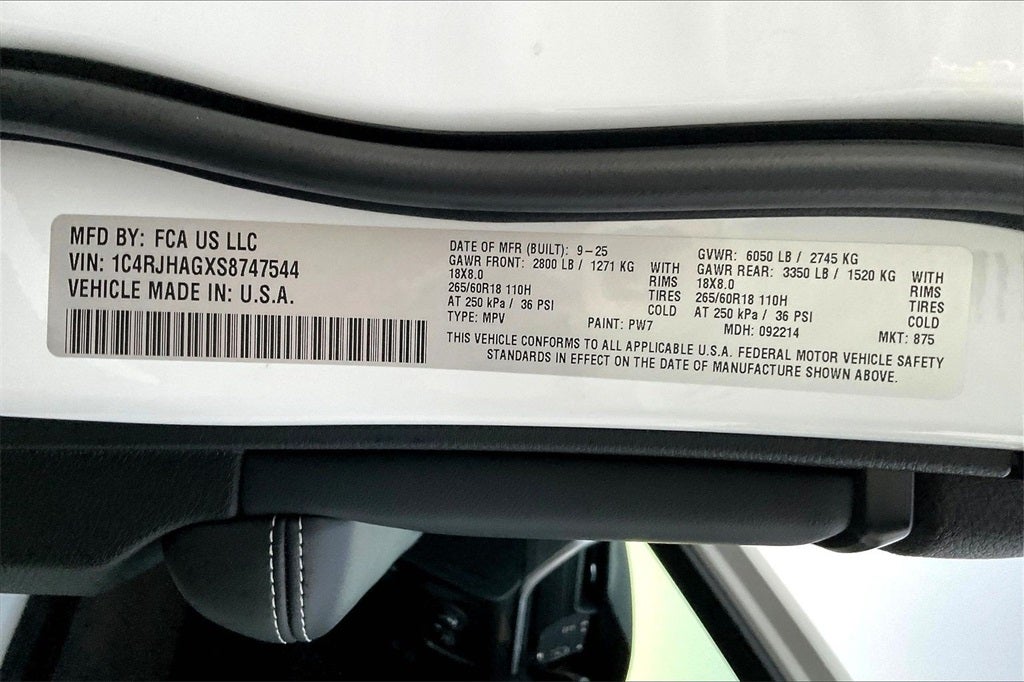 MFD BY: FCA US LLC
VIN: 1C4RJHAGXS8747544
VEHICLE MADE IN: U.S.A.
DATE OF MFR (BUILT): 9-25
GAWR FRONT: 2800 LB / 1271 KG WITH
18X8.0 RIMS
265/60R18 110H TIRES
AT 250 kPa / 36 PSI COLD
TYPE: MPV PAINT: PW7
GVWR: 6050 LB / 2745 KG
GAWR REAR: 3350 LB / 1520 KG WITH
18X8.0 RIMS
265/60R18 110H TIRES
AT 250 kPa / 36 PSI COLD
MDH: 092214 MKT: 875
THIS VEHICLE CONFORMS TO ALL APPLICABLE U.S.A. FEDERAL MOTOR VEHICLE SAFETY
STANDARDS IN EFFECT ON THE DATE OF MANUFACTURE SHOWN ABOVE.